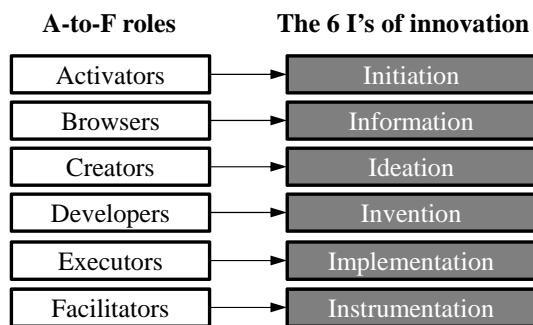 A-to-F roles The 6 I's of innovation
Activators Initiation
Browsers Information
Creators Ideation
Developers Invention
Executors Implementation
Facilitators Instrumentation